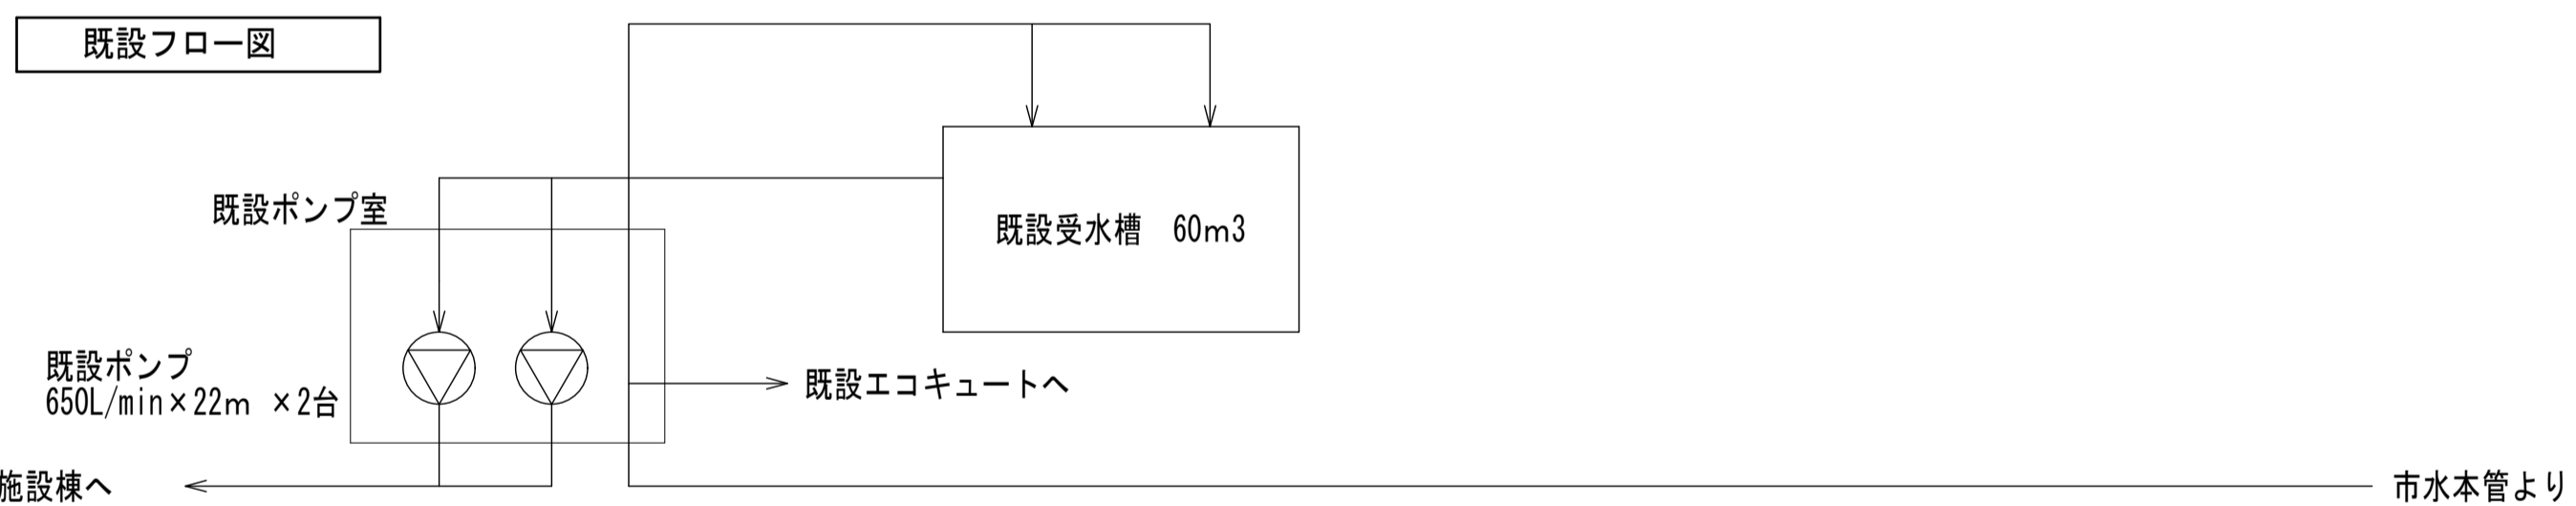 既設フロー図
既設ポンプ室
既設受水槽　60m3
既設ポンプ
650L/min×22m ×2台
既設エコキュートへ
施設棟へ
市水本管より